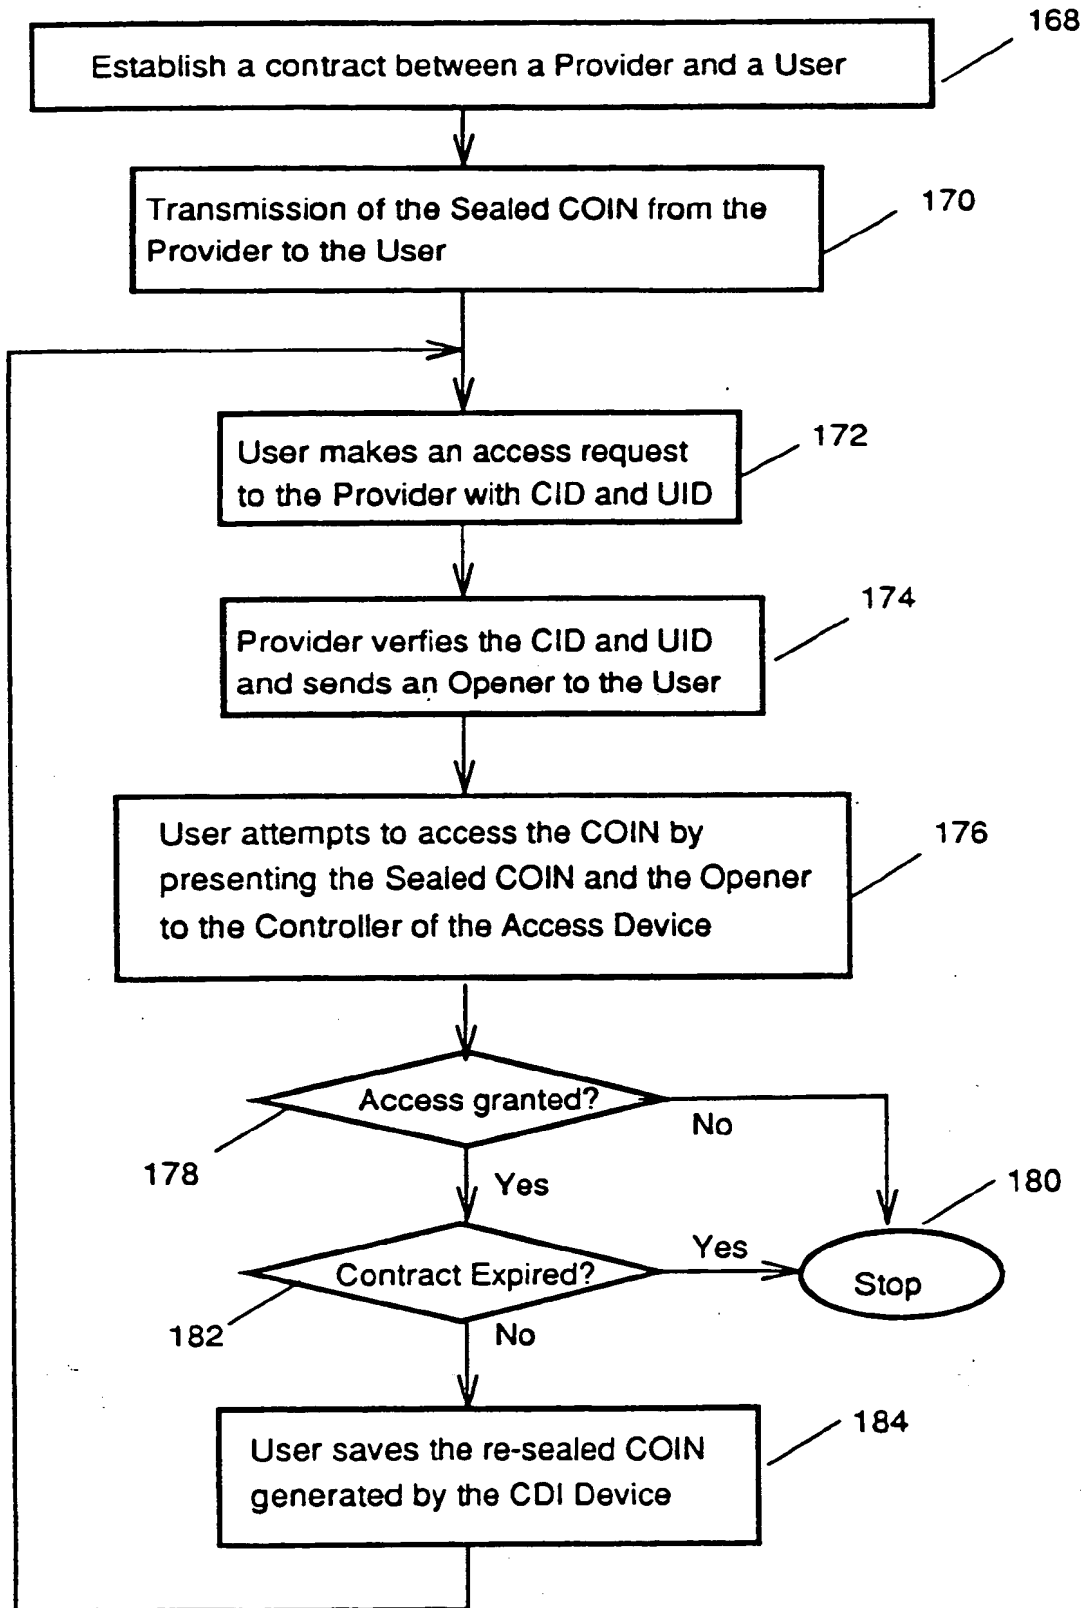 168
Establish a contract between a Provider and a User
170
Transmission of the Sealed COIN from the
Provider to the User
172
User makes an access request
to the Provider with CID and UID
174
Provider verfies the CID and UID
and sends an Opener to the User
176
User attempts to access the COIN by
presenting the Sealed COIN and the Opener
to the Controller of the Access Device
Access granted?
No
178
Yes
180
Contract Expired?
Yes
Stop
182
No
184
User saves the re-sealed COIN
generated by the CDI Device